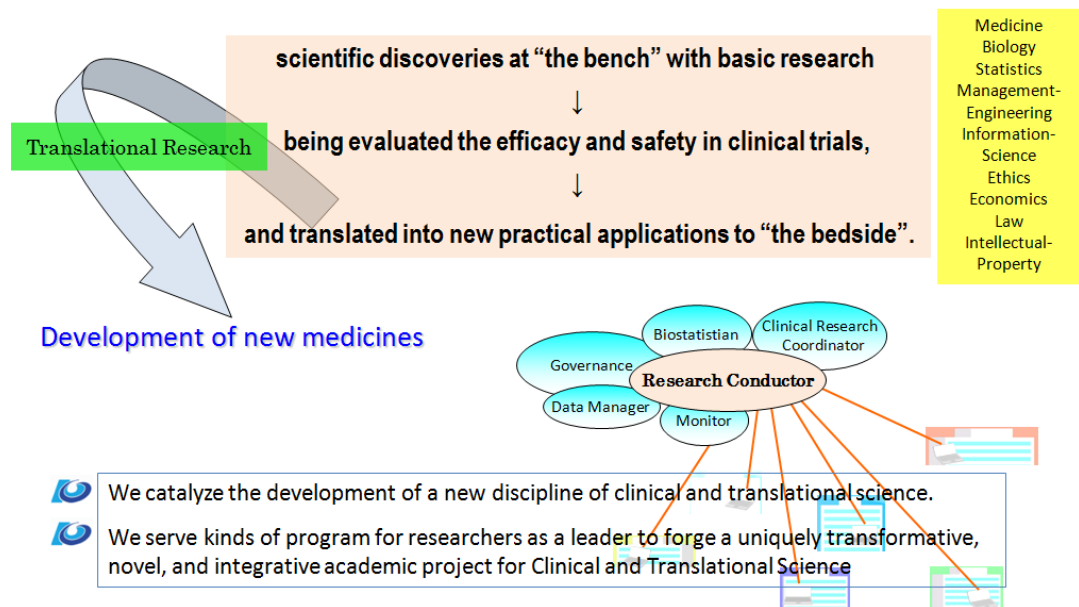 scientific discoveries at “the bench” with basic research
↓
being evaluated the efficacy and safety in clinical trials,
↓
and translated into new practical applications to “the bedside”.
Translational Research
Development of new medicines
Medicine
Biology
Statistics
Management-
Engineering
Information-
Science
Ethics
Economics
Law
Intellectual-
Property
Biostatistian
Clinical Research
Coordinator
Governance
Research Conductor
Data Manager
Monitor
We catalyze the development of a new discipline of clinical and translational science.
We serve kinds of program for researchers as a leader to forge a uniquely transformative,
novel, and integrative academic project for Clinical and Translational Science